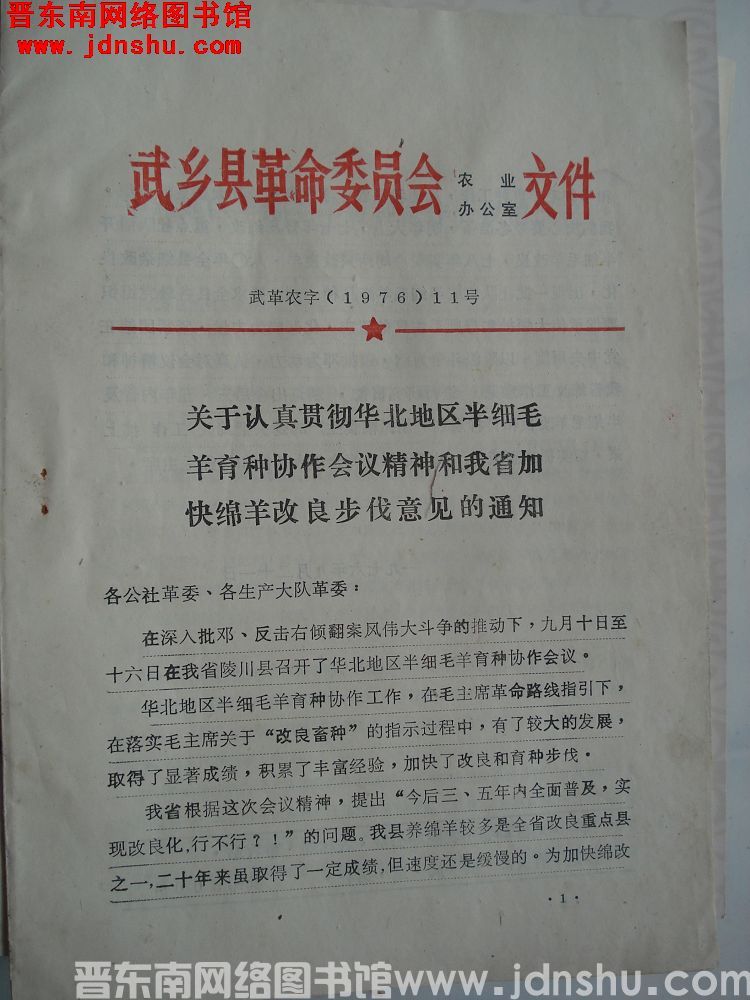 晋东南网络图书馆
www.jdnshu.com
武乡县革命委员会 农业办公室 文件
武革农字(1976)11号
关于认真贯彻华北地区半细毛
羊育种协作会议精神和我省加
快绵羊改良步伐意见的通知
各公社革委、各生产大队革委：
在深入批邓、反击右倾翻案风伟大斗争的推动下，九月十日至
十六日在我省陵川县召开了华北地区半细毛羊育种协作会议。
华北地区半细毛羊育种协作工作，在毛主席革命路线指引下，
在落实毛主席关于“改良畜种”的指示过程中，有了较大的发展，
取得了显著成绩，积累了丰富经验，加快了改良和育种步伐。
我省根据这次会议精神，提出“今后三、五年内全面普及，实
现改良化，行不行？！”的问题。我县养绵羊较多是全省改良重点县
之一，二十年来虽取得了一定成绩，但速度还是缓慢的。为加快绵改
·1·
晋东南网络图书馆 www.jdnshu.com